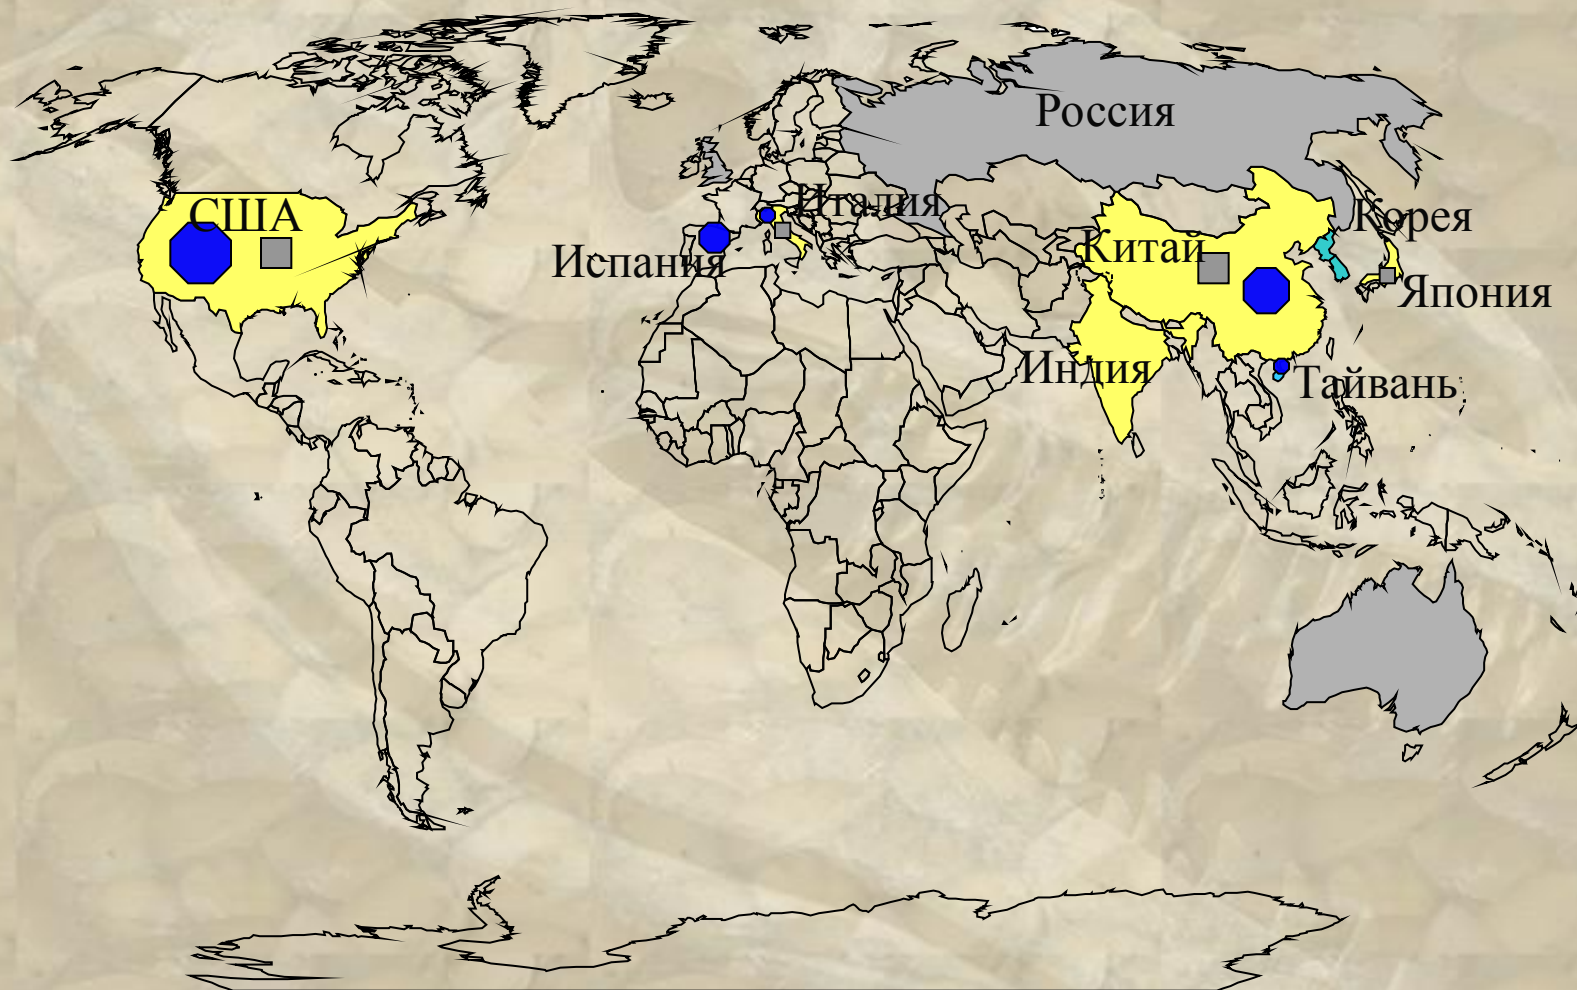 Россия
США
Италия
Корея
Испания
Китай
Япония
Индия
Тайвань